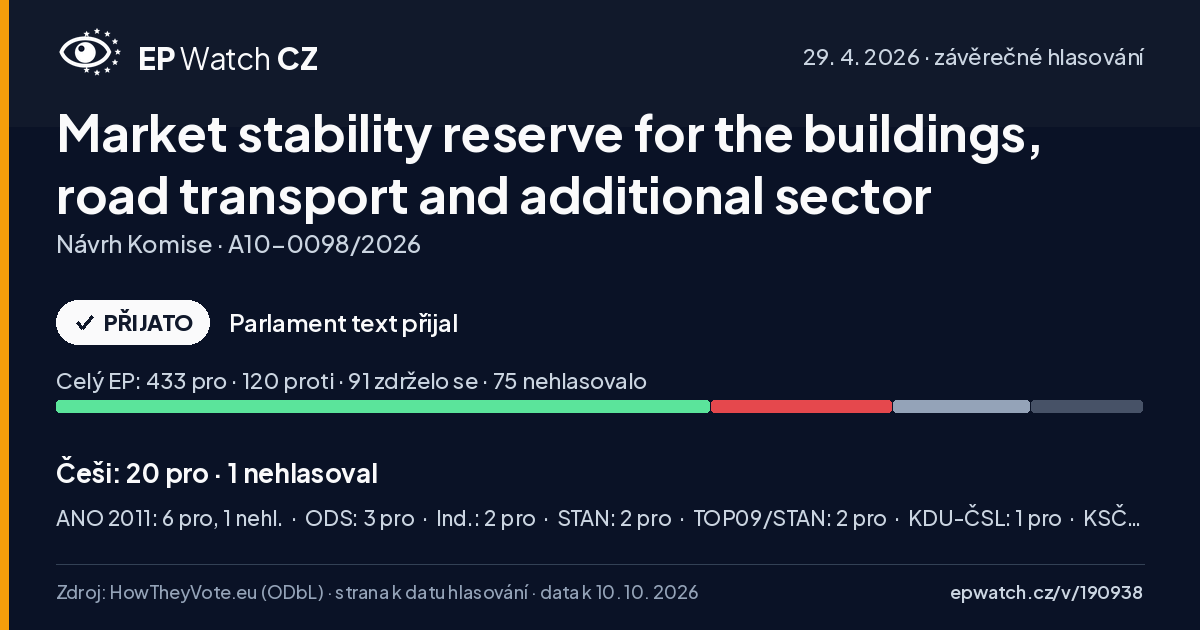 EP Watch CZ
29. 4. 2026 · závěrečné hlasování
Market stability reserve for the buildings,
road transport and additional sector
Návrh Komise · A10–0098/2026
✓ PŘIJATO
Parlament text přijal
Celý EP: 433 pro · 120 proti · 91 zdrželo se · 75 nehlasovalo
Češi: 20 pro · 1 nehlasoval
ANO 2011: 6 pro, 1 nehl. · ODS: 3 pro · Ind.: 2 pro · STAN: 2 pro · TOP09/STAN: 2 pro · KDU-ČSL: 1 pro · KSČ…
Zdroj: HowTheyVote.eu (ODbL) · strana k datu hlasování · data k 10. 10. 2026
epwatch.cz/v/190938